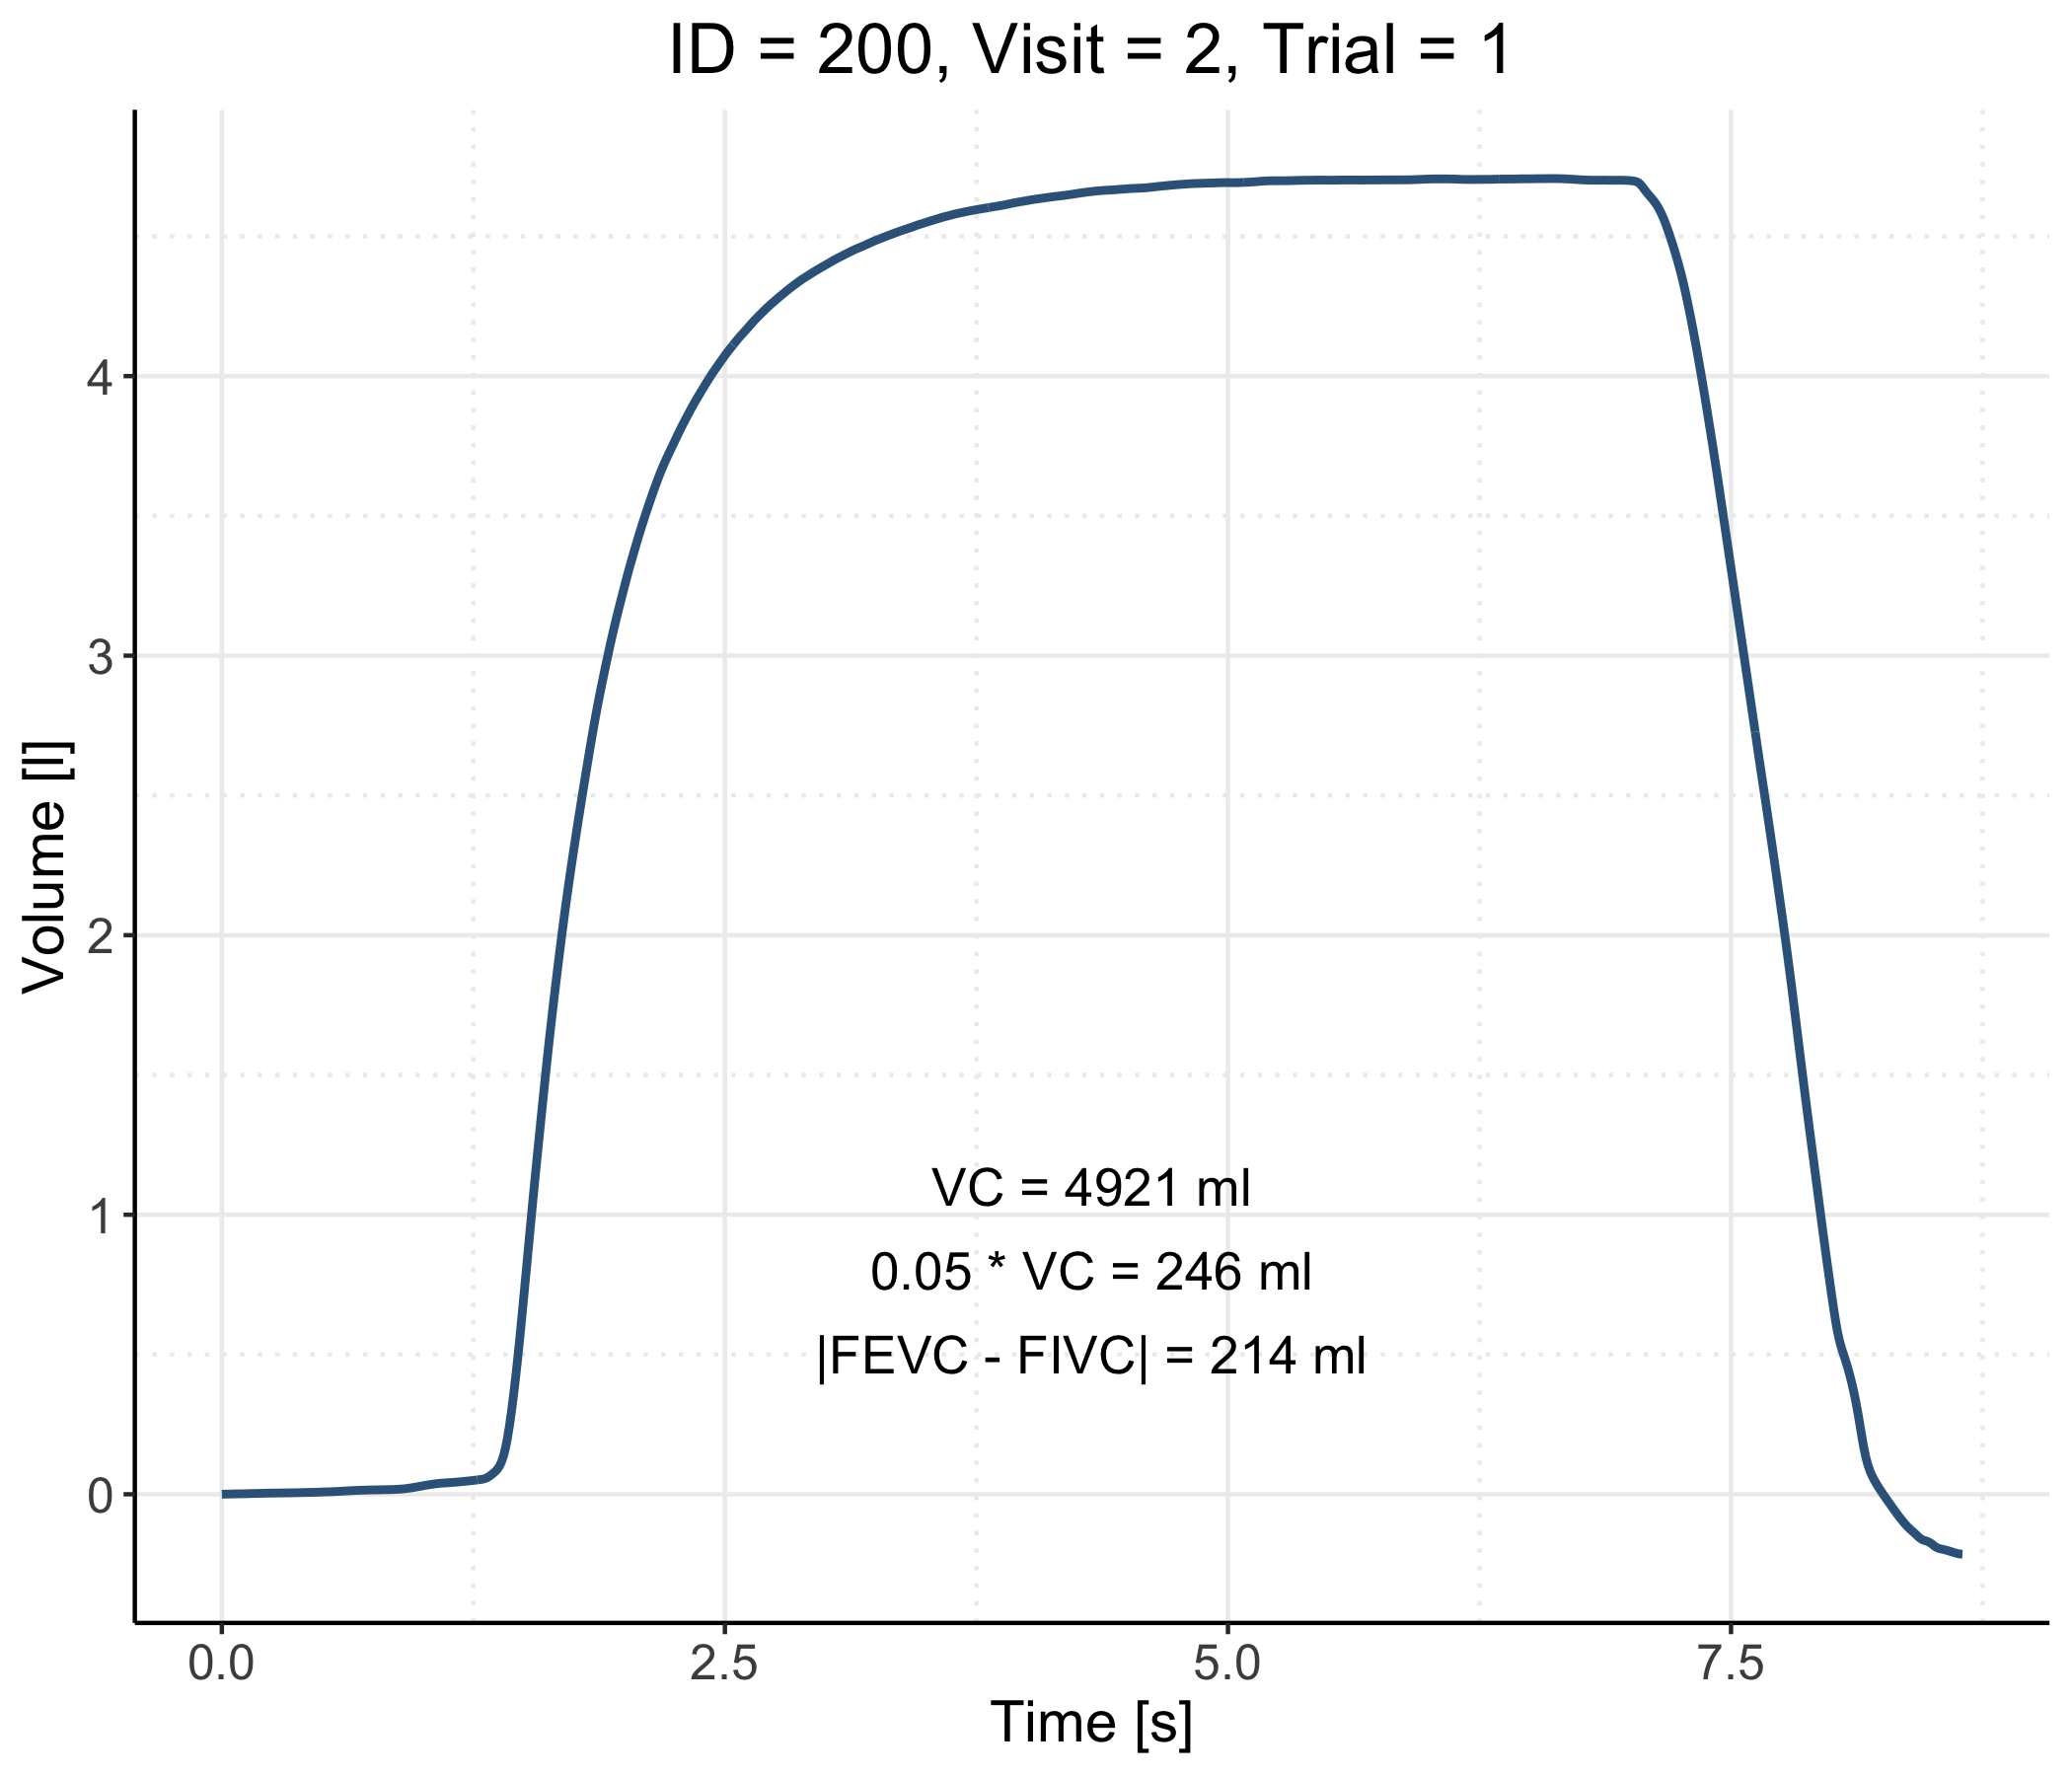 ID = 200, Visit = 2, Trial = 1
Volume [l]
4
3
2
1
0
VC = 4921 ml
0.05 * VC = 246 ml
|FEVC - FIVC| = 214 ml
0.0 2.5 5.0 7.5
Time [s]